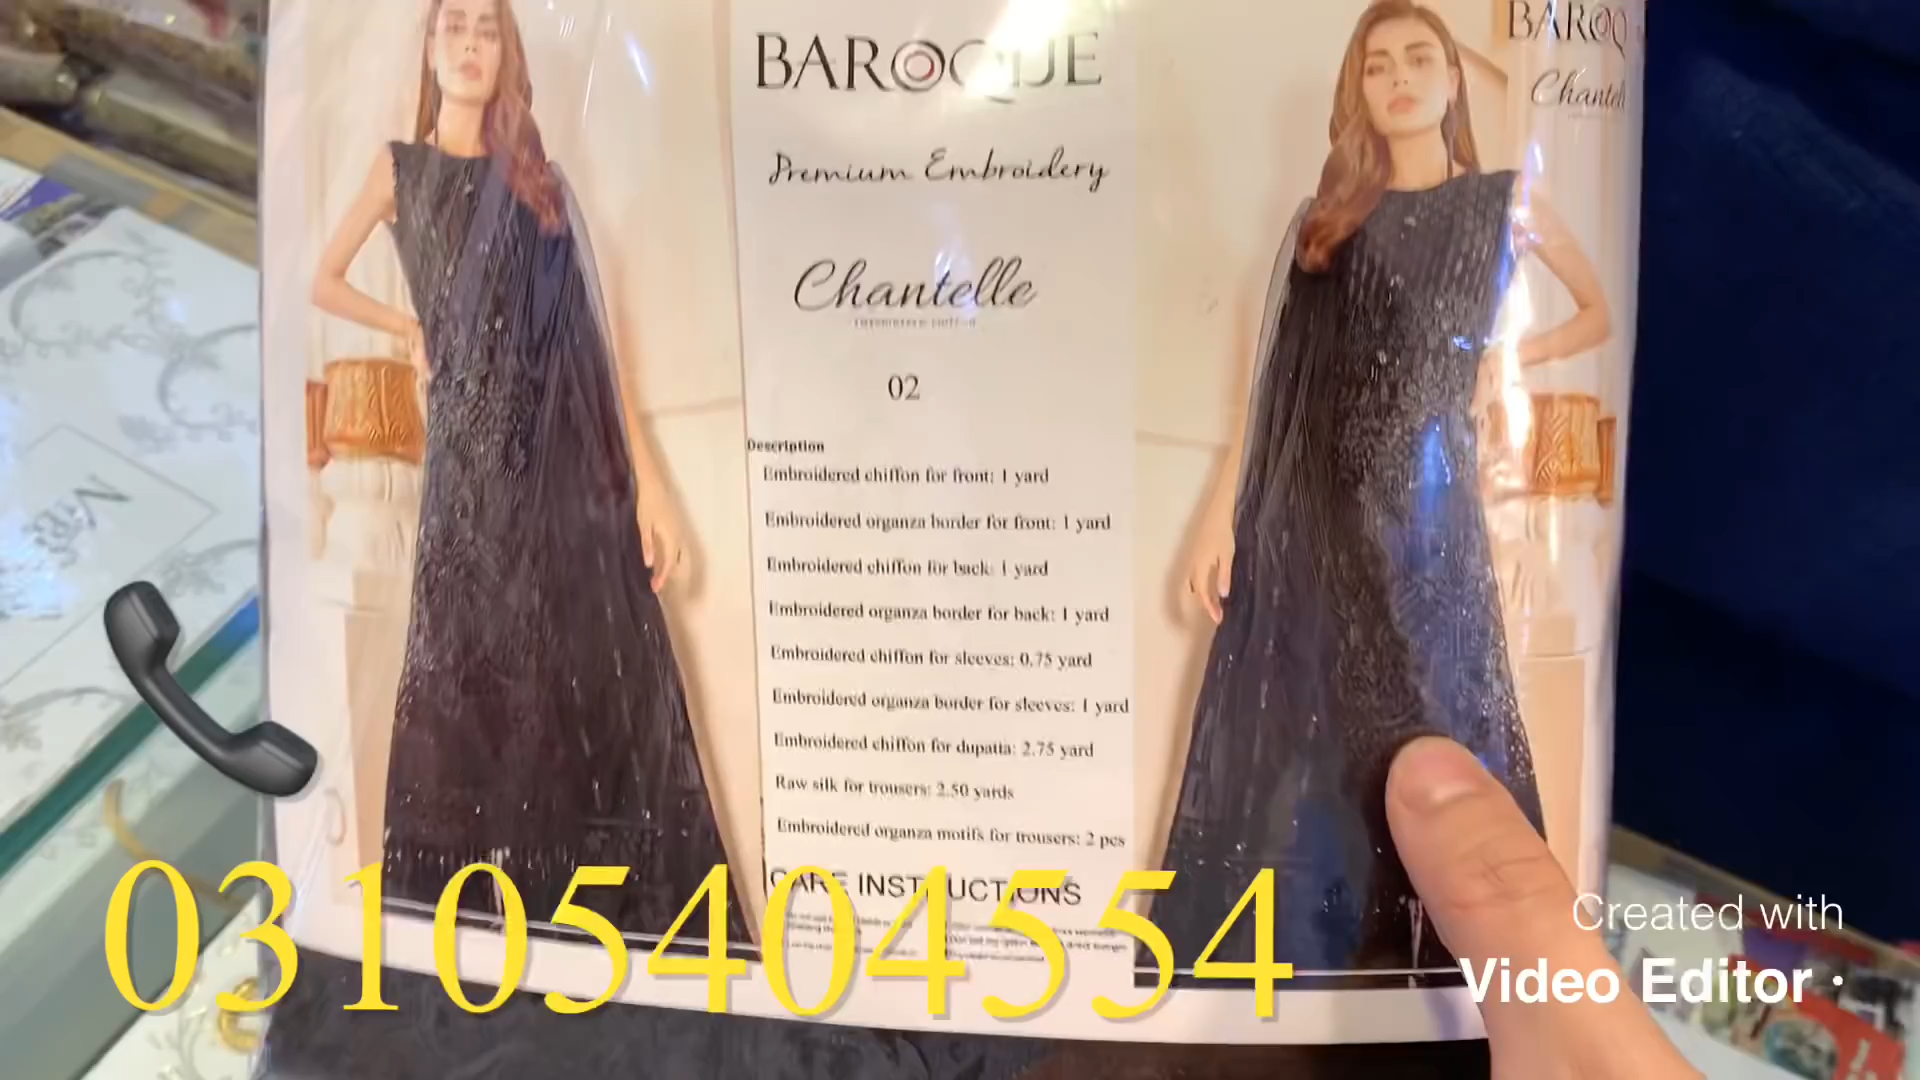 BAROQUE
Premium Embroidery
Chantelle
02
Description
Embroidered chiffon for front: 1 yard
Embroidered organza border for front: 1 yard
Embroidered chiffon for back: 1 yard
Embroidered organza border for back: 1 yard
Embroidered chiffon for sleeves: 0.75 yard
Embroidered organza border for sleeves: 1 yard
Embroidered chiffon for dupatta: 2.75 yard
Raw silk for trousers: 2.50 yards
Embroidered organza motifs for trousers: 2 pcs
CARE INSTRUCTIONS
BAROQ
Chantell
03105404554
Created with
Video Editor ·